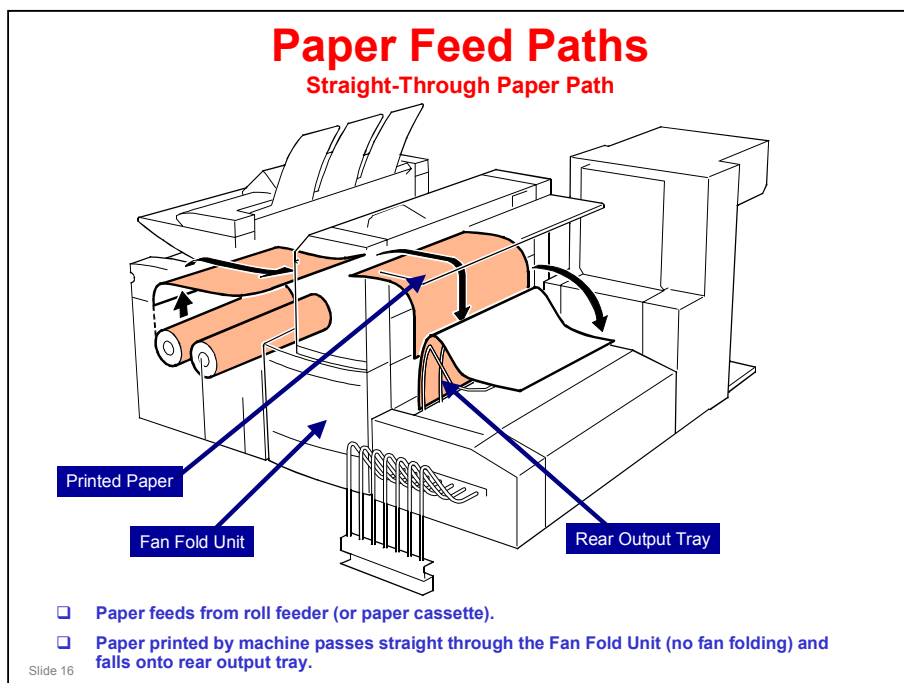 Paper Feed Paths
Straight-Through Paper Path
Printed Paper
Fan Fold Unit
Rear Output Tray
❑ Paper feeds from roll feeder (or paper cassette).
❑ Paper printed by machine passes straight through the Fan Fold Unit (no fan folding) and
falls onto rear output tray.
Slide 16